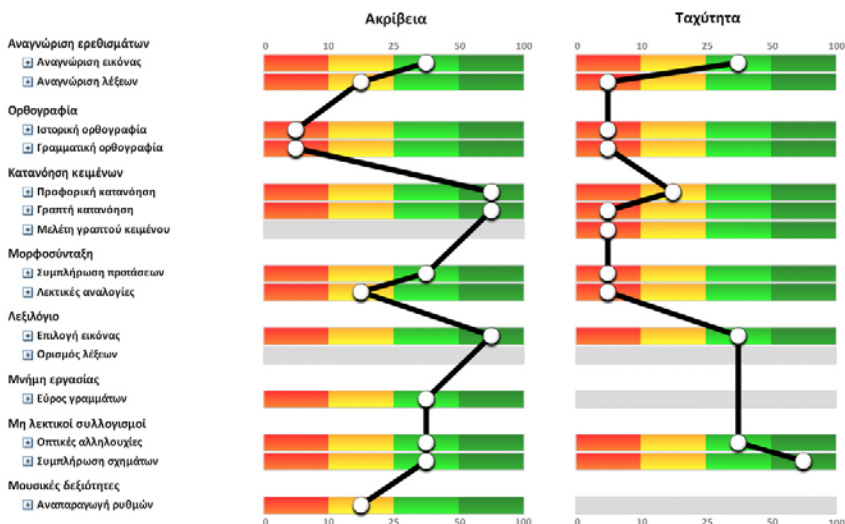 Ακρίβεια Ταχύτητα
0 10 25 50 100 0 10 25 50 100
Αναγνώριση ερεθισμάτων
Αναγνώριση εικόνας
Αναγνώριση λέξεων
Ορθογραφία
Ιστορική ορθογραφία
Γραμματική ορθογραφία
Κατανόηση κειμένων
Προφορική κατανόηση
Γραπτή κατανόηση
Μελέτη γραπτού κειμένου
Μορφοσύνταξη
Συμπλήρωση προτάσεων
Λεκτικές αναλογίες
Λεξιλόγιο
Επιλογή εικόνας
Ορισμός λέξεων
Μνήμη εργασίας
Εύρος γραμμάτων
Μη λεκτικοί συλλογισμοί
Οπτικές αλληλουχίες
Συμπλήρωση σχημάτων
Μουσικές δεξιότητες
Αναπαραγωγή ρυθμών
0 10 25 50 100 0 10 25 50 100